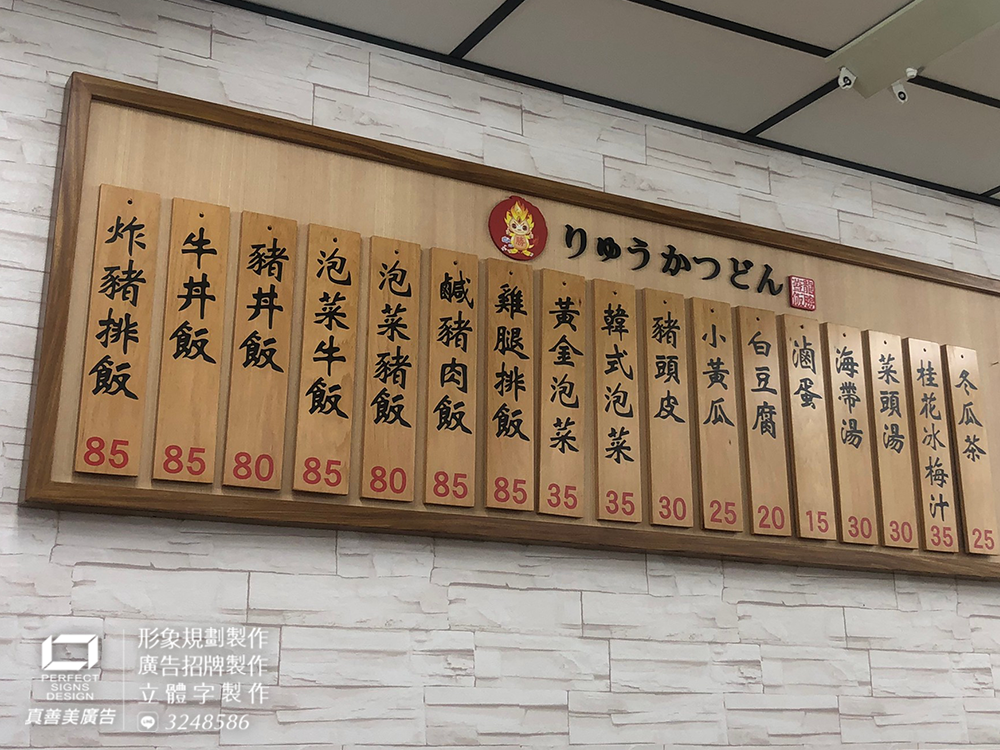 りゅうかつどん
炸豬排飯 85
牛丼飯 85
豬丼飯 80
泡菜牛飯 85
泡菜豬飯 80
鹹豬肉飯 85
雞腿排飯 85
黃金泡菜 35
韓式泡菜 35
豬頭皮 30
小黃瓜 25
白豆腐 20
滷蛋 15
海帶湯 30
菜頭湯 30
桂花冰梅汁 35
冬瓜茶 25
PERFECT
SIGNS
DESIGN
真善美廣告
形象規劃製作
廣告招牌製作
立體字製作
3248586